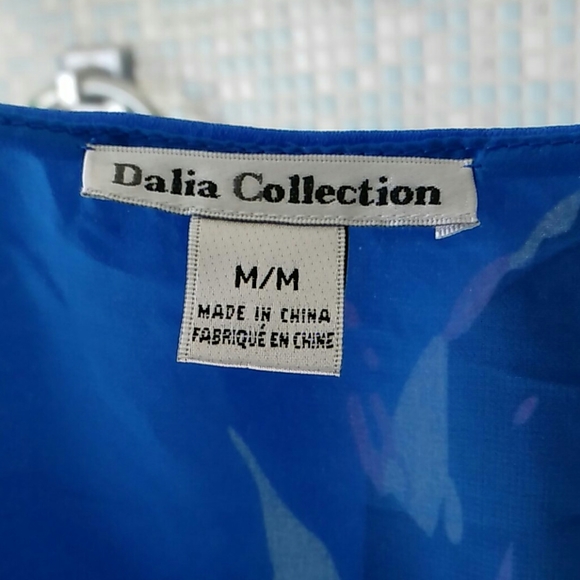 Dalia Collection
M/M
MADE IN CHINA
FABRIQUÉ EN CHINE